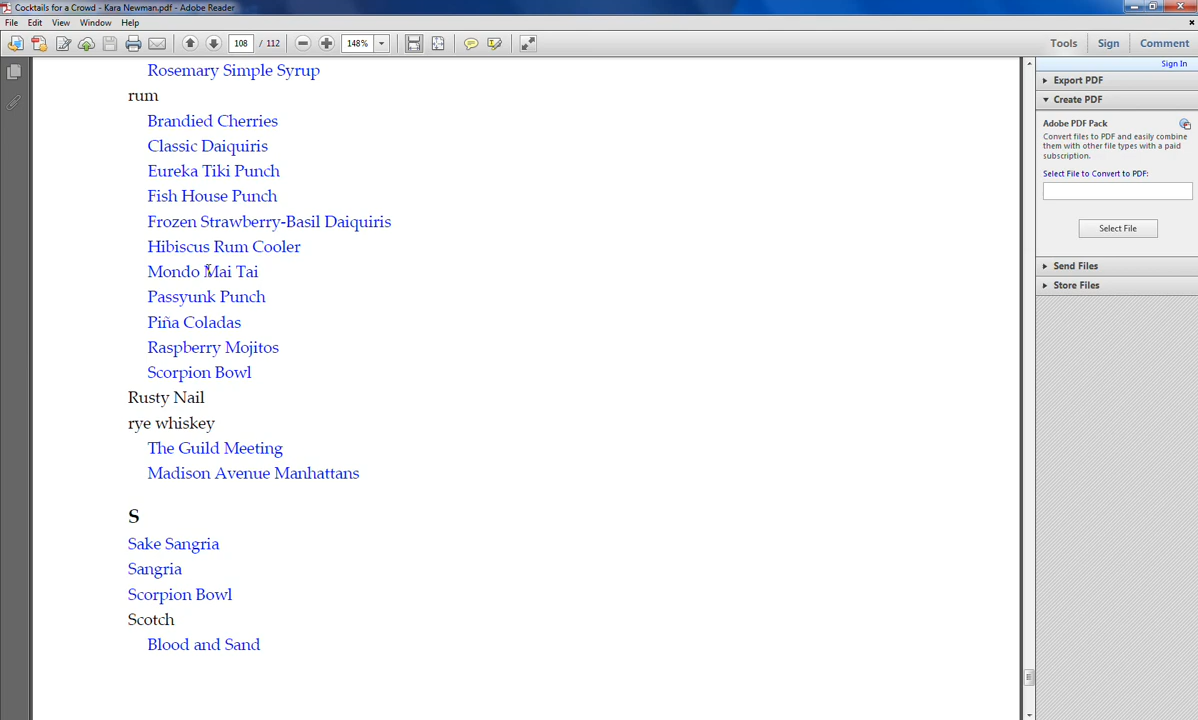 Cocktails for a Crowd - Kara Newman.pdf - Adobe Reader
File Edit View Window Help
108 / 112 148% Tools Sign Comment
Sign In
Export PDF
Create PDF
Adobe PDF Pack
Convert files to PDF and easily combine
them with other file types with a paid
subscription.
Select File to Convert to PDF:
Select File
Send Files
Store Files
Rosemary Simple Syrup
rum
Brandied Cherries
Classic Daiquiris
Eureka Tiki Punch
Fish House Punch
Frozen Strawberry-Basil Daiquiris
Hibiscus Rum Cooler
Mondo Mai Tai
Passyunk Punch
Piña Coladas
Raspberry Mojitos
Scorpion Bowl
Rusty Nail
rye whiskey
The Guild Meeting
Madison Avenue Manhattans
S
Sake Sangria
Sangria
Scorpion Bowl
Scotch
Blood and Sand